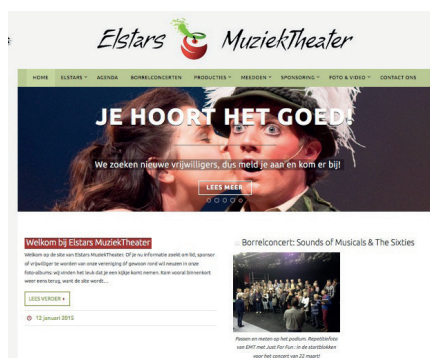 Elstars MuziekTheater
HOME ELSTARS AGENDA BORRELCONCERTEN PRODUCTIES MEEDOEN SPONSORING FOTO & VIDEO CONTACT ONS
JE HOORT HET GOED!
We zoeken nieuwe vrijwilligers, dus meld je aan en kom er bij!
LEES MEER
Welkom bij Elstars MuziekTheater
Welkom op de site van Elstars MuziekTheater. Of je nu informatie zoekt om lid, sponsor
of vrijwilliger te worden van onze vereniging of gewoon rond wil neuzen in onze
foto-albums: wij vinden het leuk dat je een kijkje komt nemen. Kom vooral binnenkort
weer eens terug, want de site wordt...
LEES VERDER
12 januari 2015
Borrelconcert: Sounds of Musicals & The Sixties
Passen en meten op het podium. Repetitiefoto
van EMT met Just For Fun: in de startblokken
voor het concert van 22 maart!